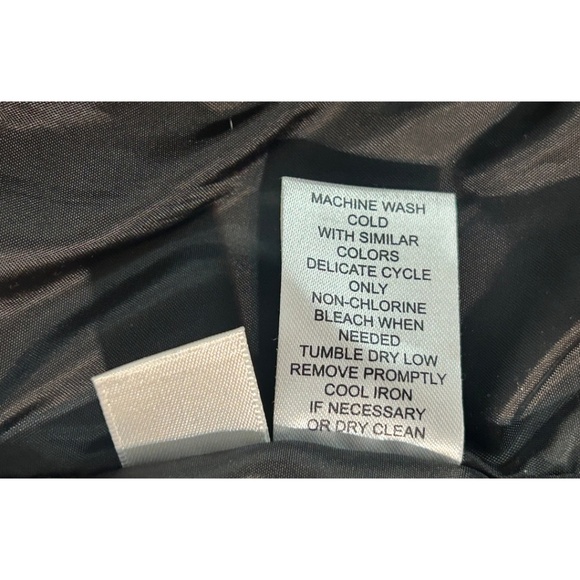 MACHINE WASH
COLD
WITH SIMILAR
COLORS
DELICATE CYCLE
ONLY
NON-CHLORINE
BLEACH WHEN
NEEDED
TUMBLE DRY LOW
REMOVE PROMPTLY
COOL IRON
IF NECESSARY
OR DRY CLEAN